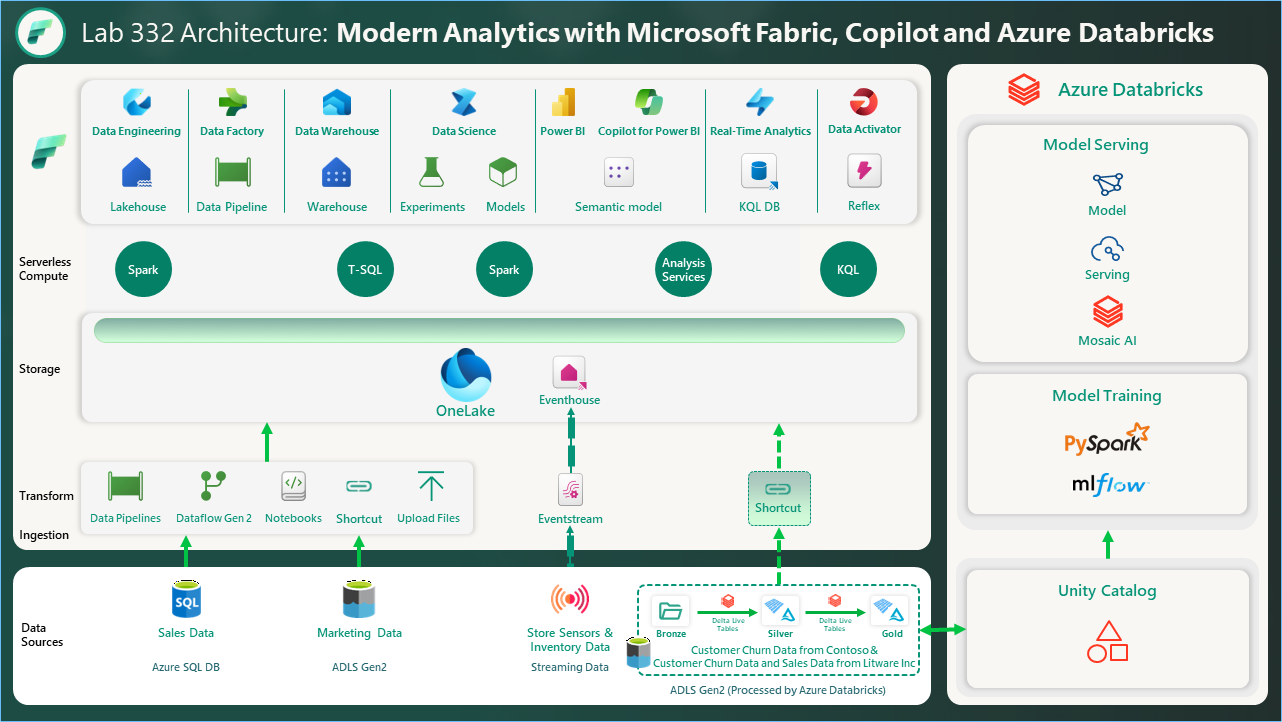 Lab 332 Architecture: Modern Analytics with Microsoft Fabric, Copilot and Azure Databricks
Data Engineering
Data Factory
Data Warehouse
Data Science
Power BI
Copilot for Power BI
Real-Time Analytics
Data Activator
Lakehouse
Data Pipeline
Warehouse
Experiments
Models
Semantic model
KQL DB
Reflex
Serverless
Compute
Spark
T-SQL
Spark
Analysis
Services
KQL
Storage
OneLake
Eventhouse
Transform
Ingestion
Data Pipelines
Dataflow Gen 2
Notebooks
Shortcut
Upload Files
Eventstream
Shortcut
Data
Sources
SQL
Sales Data
Azure SQL DB
Marketing Data
ADLS Gen2
Store Sensors &
Inventory Data
Streaming Data
Bronze
Delta Live
Tables
Silver
Delta Live
Tables
Gold
Customer Churn Data from Contoso &
Customer Churn Data and Sales Data from Litware Inc
ADLS Gen2 (Processed by Azure Databricks)
Azure Databricks
Model Serving
Model
Serving
Mosaic AI
Model Training
PySpark
mlflow
Unity Catalog